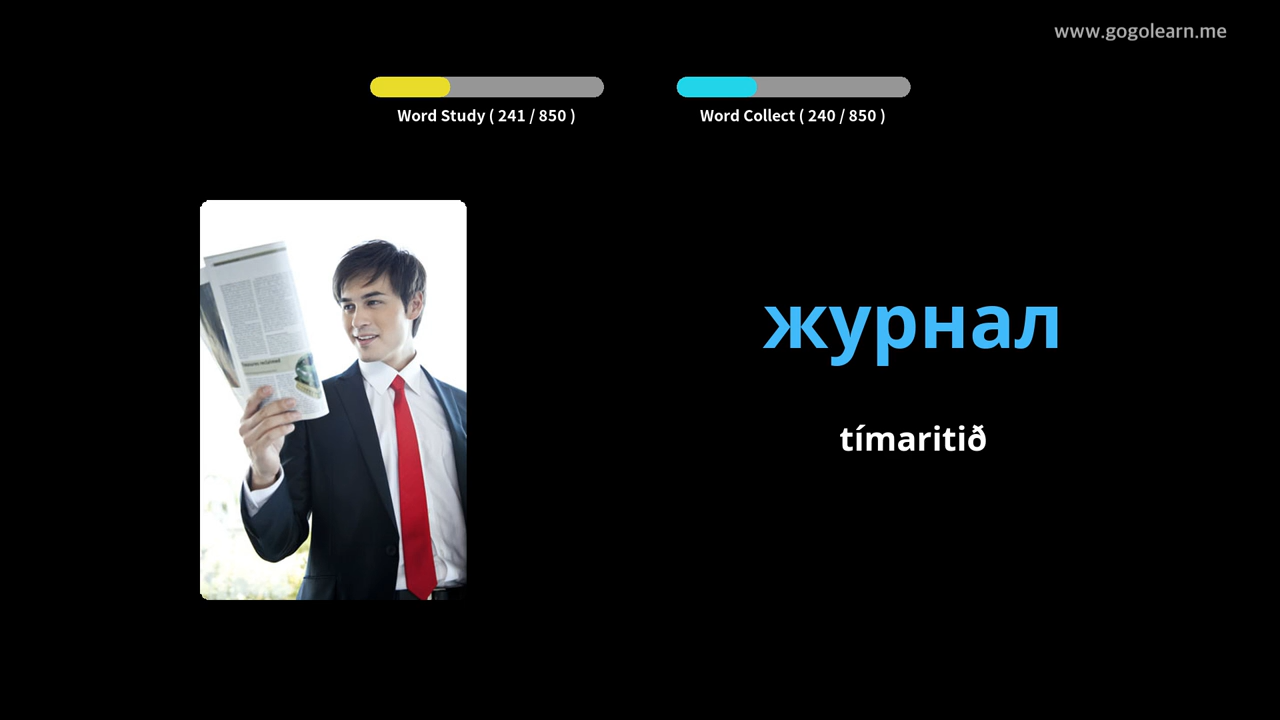 www.gogolearn.me
Word Study ( 241 / 850 )
Word Collect ( 240 / 850 )
журнал
tímaritið